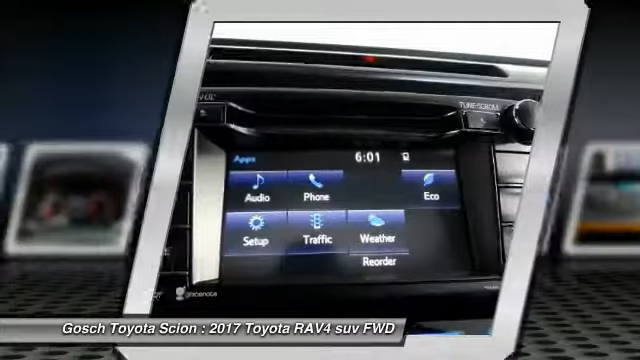 TUNE•SCROLL
Apps 6:01
Audio Phone Eco
Setup Traffic Weather
Reorder
gracenote
Gosch Toyota Scion : 2017 Toyota RAV4 suv FWD